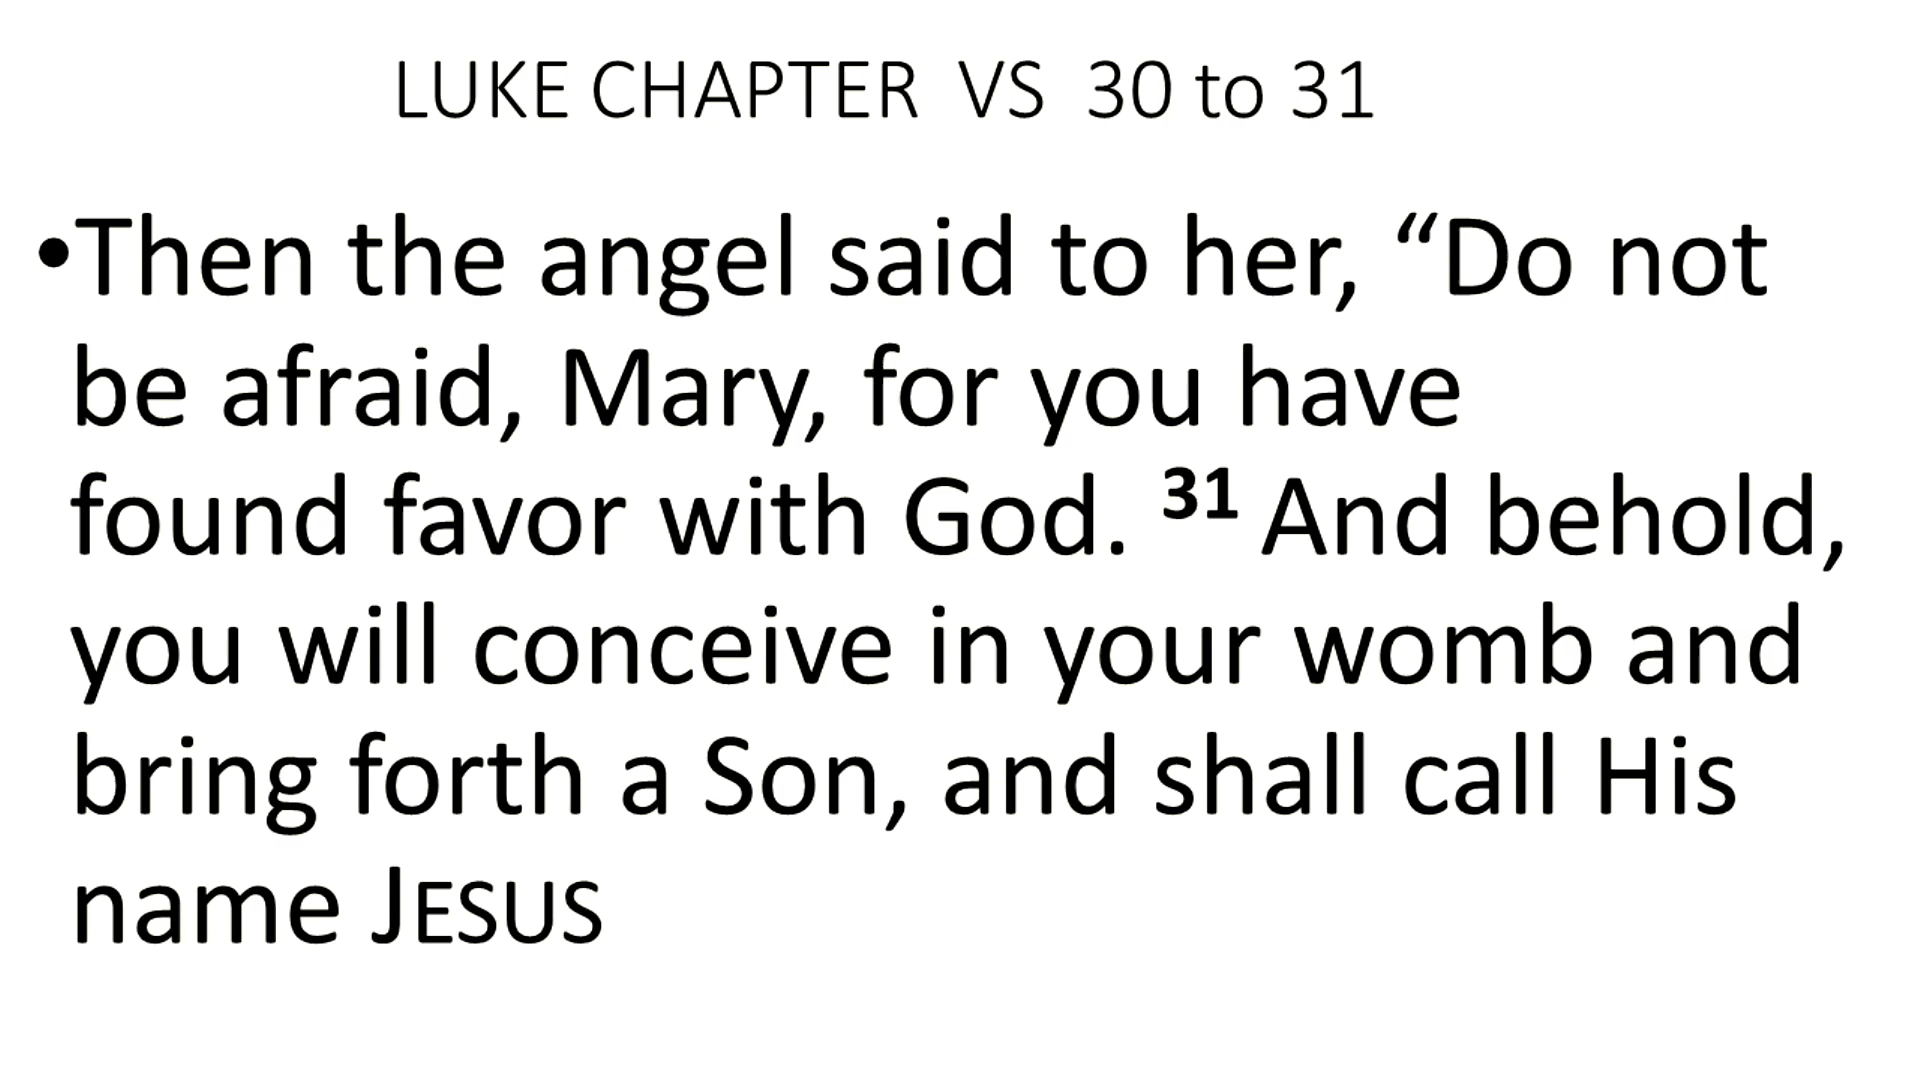 LUKE CHAPTER  VS  30 to 31
•Then the angel said to her, “Do not
be afraid, Mary, for you have
found favor with God. 31 And behold,
you will conceive in your womb and
bring forth a Son, and shall call His
name JESUS